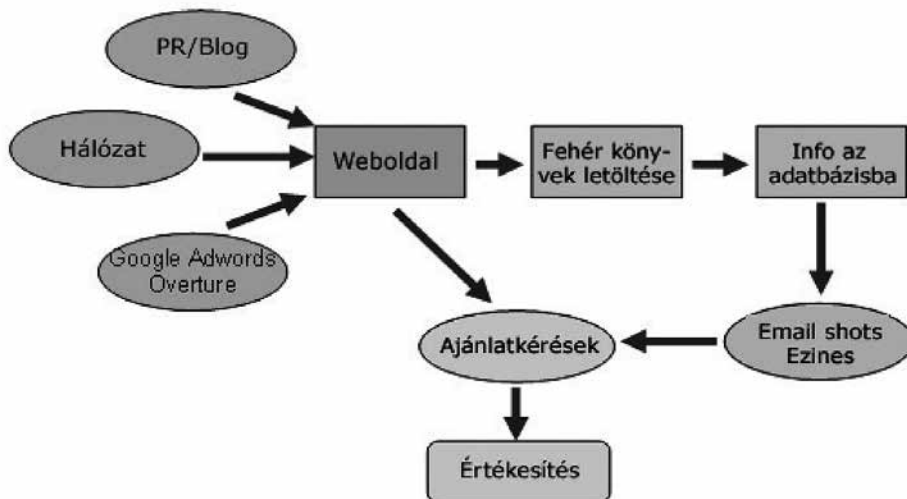 PR/Blog
Hálózat
Google Adwords
Overture
Weboldal
Fehér köny-
vek letöltése
Info az
adatbázisba
Email shots
Ezines
Ajánlatkérések
Értékesítés